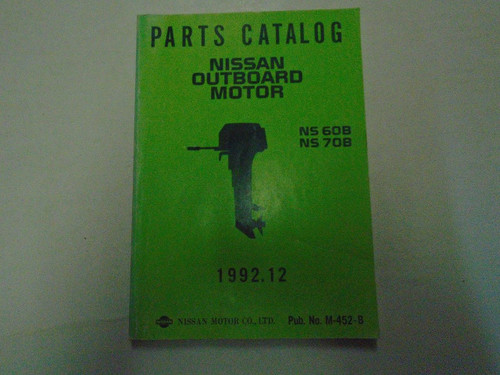 PARTS CATALOG
NISSAN
OUTBOARD
MOTOR
NS 60B
NS 70B
1992.12
NISSAN MOTOR CO., LTD. Pub. No. M-452-B